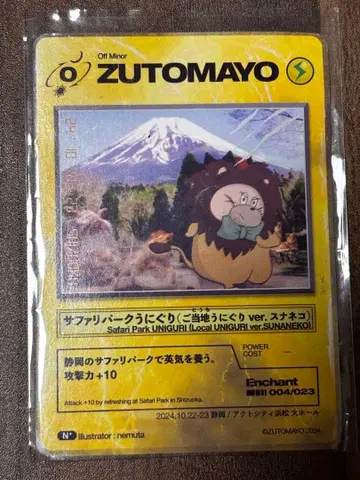 Off Minor
ZUTOMAYO
サファリパークうにぐり(ご当地うにぐり ver. スナネコ)
Safari Park UNIGURI (Local UNIGURI ver.SUNANEKO)
静岡のサファリパークで英気を養う。
攻撃力+10
POWER
COST
Enchant
004/023
Attack +10 by refreshing at Safari Park in Shizuoka.
2024.10.22-23 静岡 / アクトシティ浜松 大ホール
N+ illustrator : nemuta
©ZUTOMAYO